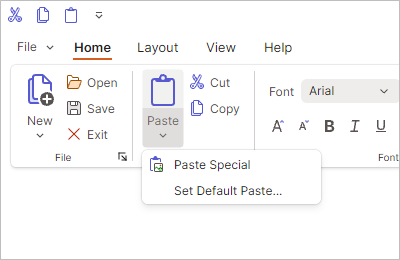 File Home Layout View Help
New
Open
Save
Exit
File
Paste
Cut
Copy
Font Arial
A A B I U
Font
Paste Special
Set Default Paste...